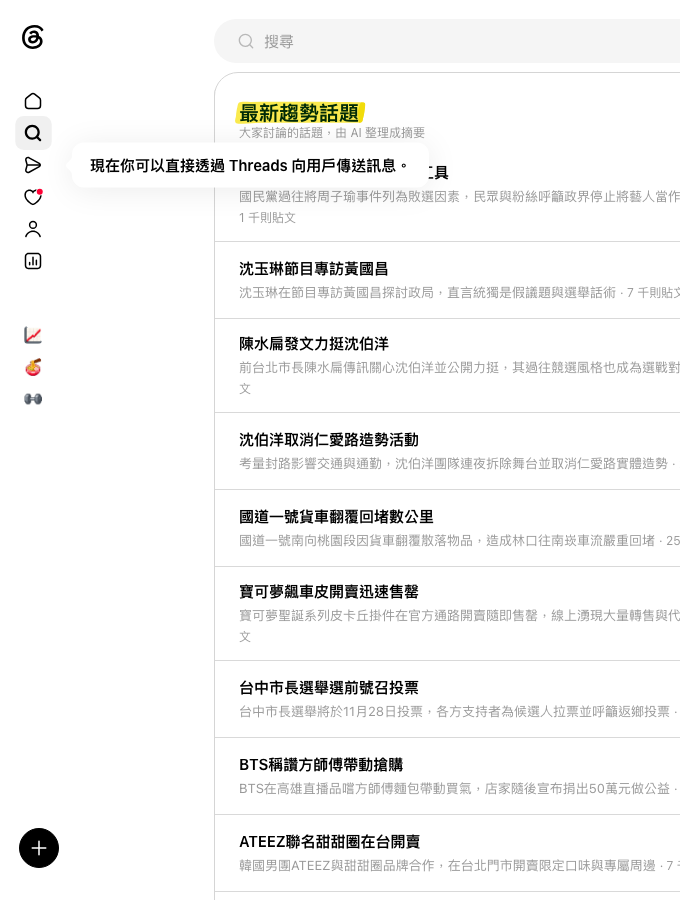 搜尋
最新趨勢話題
大家討論的話題，由 AI 整理成摘要
現在你可以直接透過 Threads 向用戶傳送訊息。
工具
國民黨過往將周子瑜事件列為敗選因素，民眾與粉絲呼籲政界停止將藝人當作
1 千則貼文
沈玉琳節目專訪黃國昌
沈玉琳在節目專訪黃國昌探討政局，直言統獨是假議題與選舉話術 · 7 千則貼文
陳水扁發文力挺沈伯洋
前台北市長陳水扁傳訊關心沈伯洋並公開力挺，其過往競選風格也成為選戰對
文
沈伯洋取消仁愛路造勢活動
考量封路影響交通與通勤，沈伯洋團隊連夜拆除舞台並取消仁愛路實體造勢 ·
國道一號貨車翻覆回堵數公里
國道一號南向桃園段因貨車翻覆散落物品，造成林口往南崁車流嚴重回堵 · 25
寶可夢飆車皮開賣迅速售罄
寶可夢聖誕系列皮卡丘掛件在官方通路開賣隨即售罄，線上湧現大量轉售與代
文
台中市長選舉選前號召投票
台中市長選舉將於11月28日投票，各方支持者為候選人拉票並呼籲返鄉投票 ·
BTS稱讚方師傅帶動搶購
BTS在高雄直播品嚐方師傅麵包帶動買氣，店家隨後宣布捐出50萬元做公益 ·
ATEEZ聯名甜甜圈在台開賣
韓國男團ATEEZ與甜甜圈品牌合作，在台北門市開賣限定口味與專屬周邊 · 7